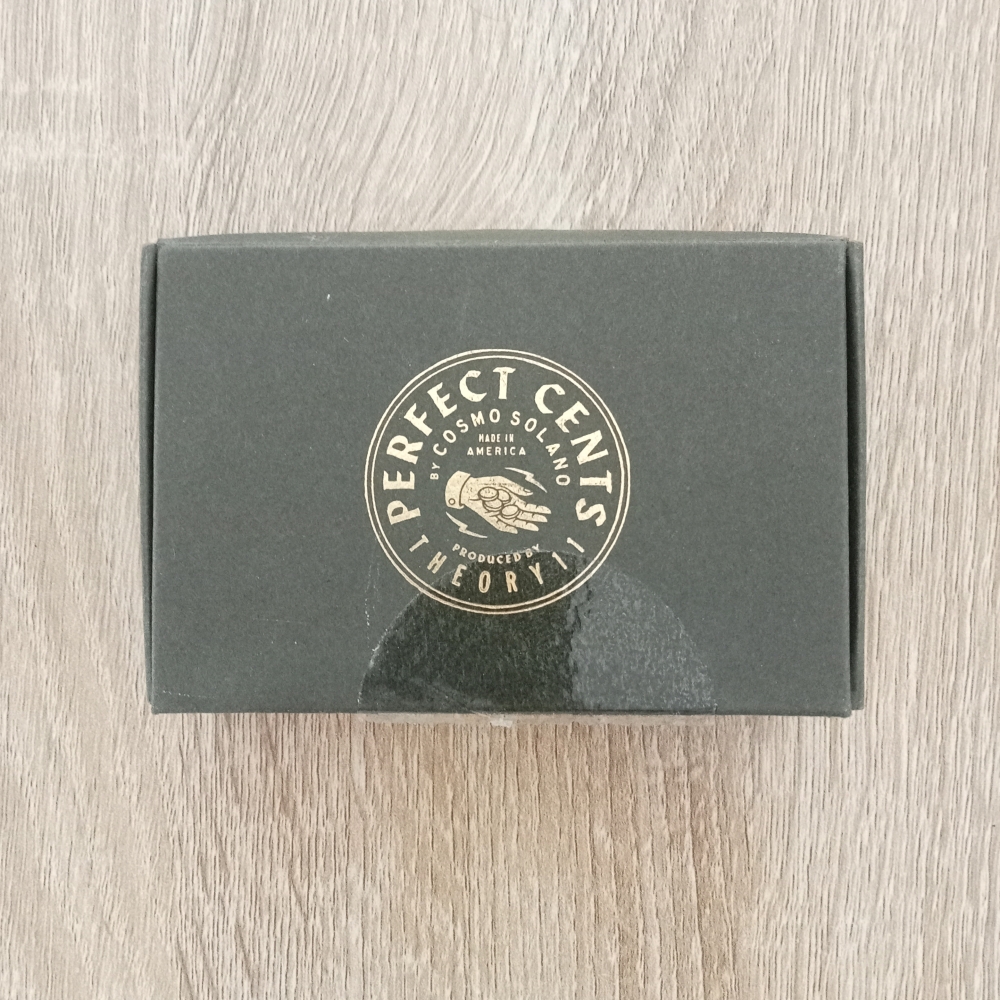 PERFECT CENTS
BY COSMO SOLANO
MADE IN
AMERICA
PRODUCED BY
THEORY11